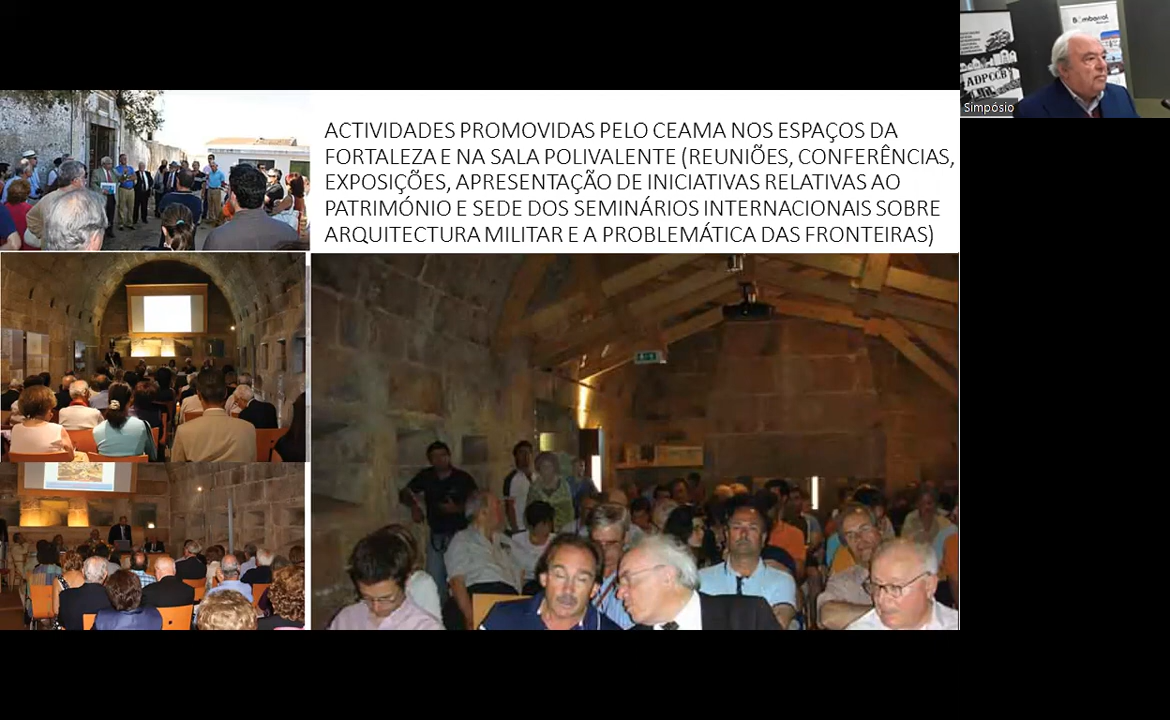 ACTIVIDADES PROMOVIDAS PELO CEAMA NOS ESPAÇOS DA
FORTALEZA E NA SALA POLIVALENTE (REUNIÕES, CONFERÊNCIAS,
EXPOSIÇÕES, APRESENTAÇÃO DE INICIATIVAS RELATIVAS AO
PATRIMÓNIO E SEDE DOS SEMINÁRIOS INTERNACIONAIS SOBRE
ARQUITECTURA MILITAR E A PROBLEMÁTICA DAS FRONTEIRAS)
Bombarral
ADPCCBV
Simpósio